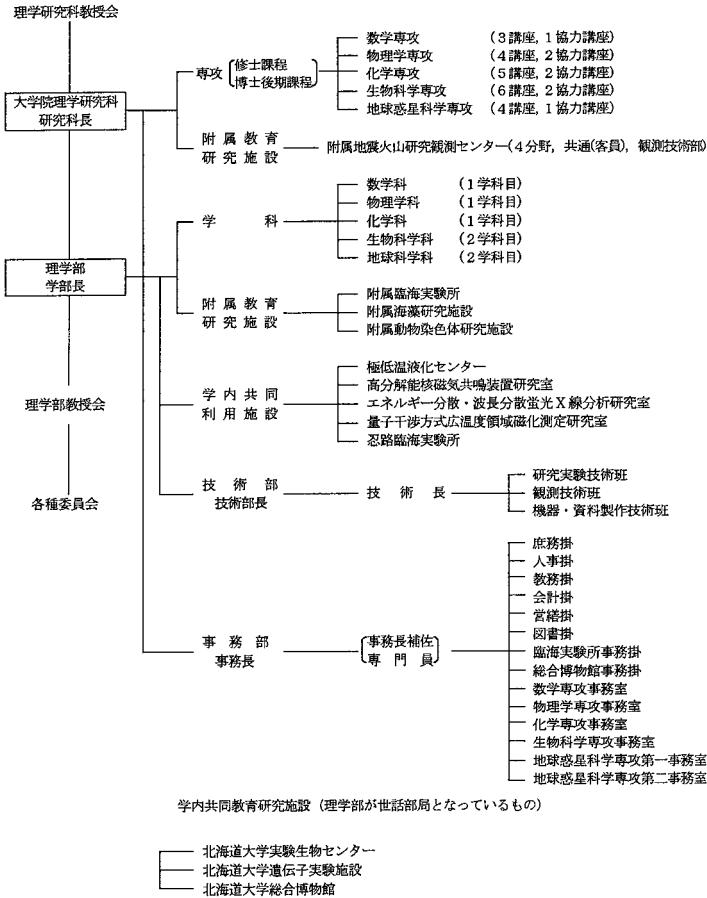 理学研究科教授会
大学院理学研究科
研究科長
専攻 修士課程
博士後期課程
数学専攻 (3講座, 1協力講座)
物理学専攻 (4講座, 2協力講座)
化学専攻 (5講座, 2協力講座)
生物科学専攻 (6講座, 2協力講座)
地球惑星科学専攻 (4講座, 1協力講座)
附属教育
研究施設
附属地震火山研究観測センター(4分野, 共通(客員), 観測技術部)
理学部
学部長
学科
数学科 (1学科目)
物理学科 (1学科目)
化学科 (1学科目)
生物科学科 (2学科目)
地球科学科 (2学科目)
附属教育
研究施設
附属臨海実験所
附属海藻研究施設
附属動物染色体研究施設
学内共同
利用施設
極低温液化センター
高分解能核磁気共鳴装置研究室
エネルギー分散・波長分散蛍光X線分析研究室
量子干渉方式広温度領域磁化測定研究室
忍路臨海実験所
理学部教授会
各種委員会
技術部
技術部長
技術長
研究実験技術班
観測技術班
機器・資料製作技術班
事務部
事務長
事務長補佐
専門員
庶務掛
人事掛
教務掛
会計掛
営繕掛
図書掛
臨海実験所事務掛
総合博物館事務掛
数学専攻事務室
物理学専攻事務室
化学専攻事務室
生物科学専攻事務室
地球惑星科学専攻第一事務室
地球惑星科学専攻第二事務室
学内共同教育研究施設 (理学部が世話部局となっているもの)
北海道大学実験生物センター
北海道大学遺伝子実験施設
北海道大学総合博物館